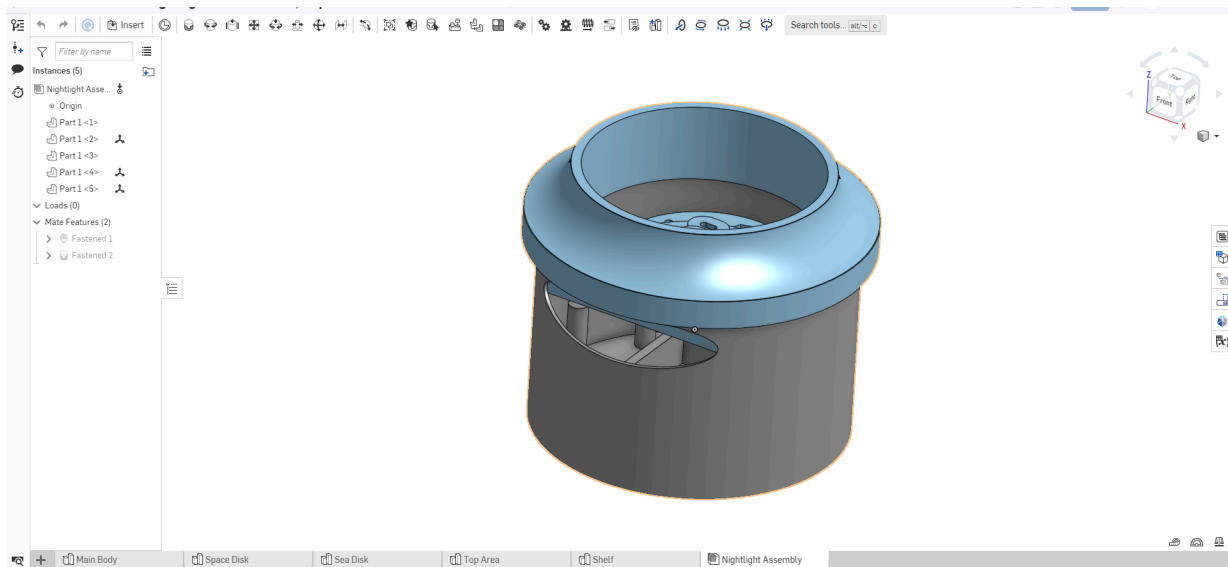 Insert
Search tools... alt/⌥ c
Filter by name
Instances (5)
Nightlight Asse...
Origin
Part 1 <1>
Part 1 <2>
Part 1 <3>
Part 1 <4>
Part 1 <5>
Loads (0)
Mate Features (2)
Fastened 1
Fastened 2
Z
Front
Right
X
Main Body
Space Disk
Sea Disk
Top Area
Shelf
Nightlight Assembly